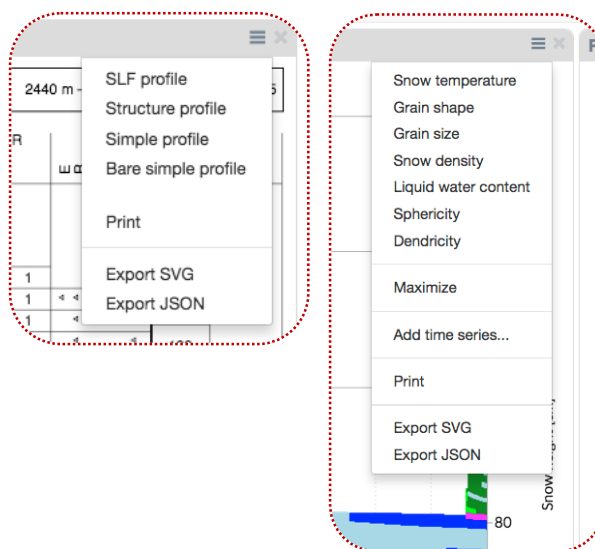 2440 m -
SLF profile
Structure profile
Simple profile
Bare simple profile
Print
Export SVG
Export JSON
R
1
1
1
Snow temperature
Grain shape
Grain size
Snow density
Liquid water content
Sphericity
Dendricity
Maximize
Add time series...
Print
Export SVG
Export JSON
Snow
80